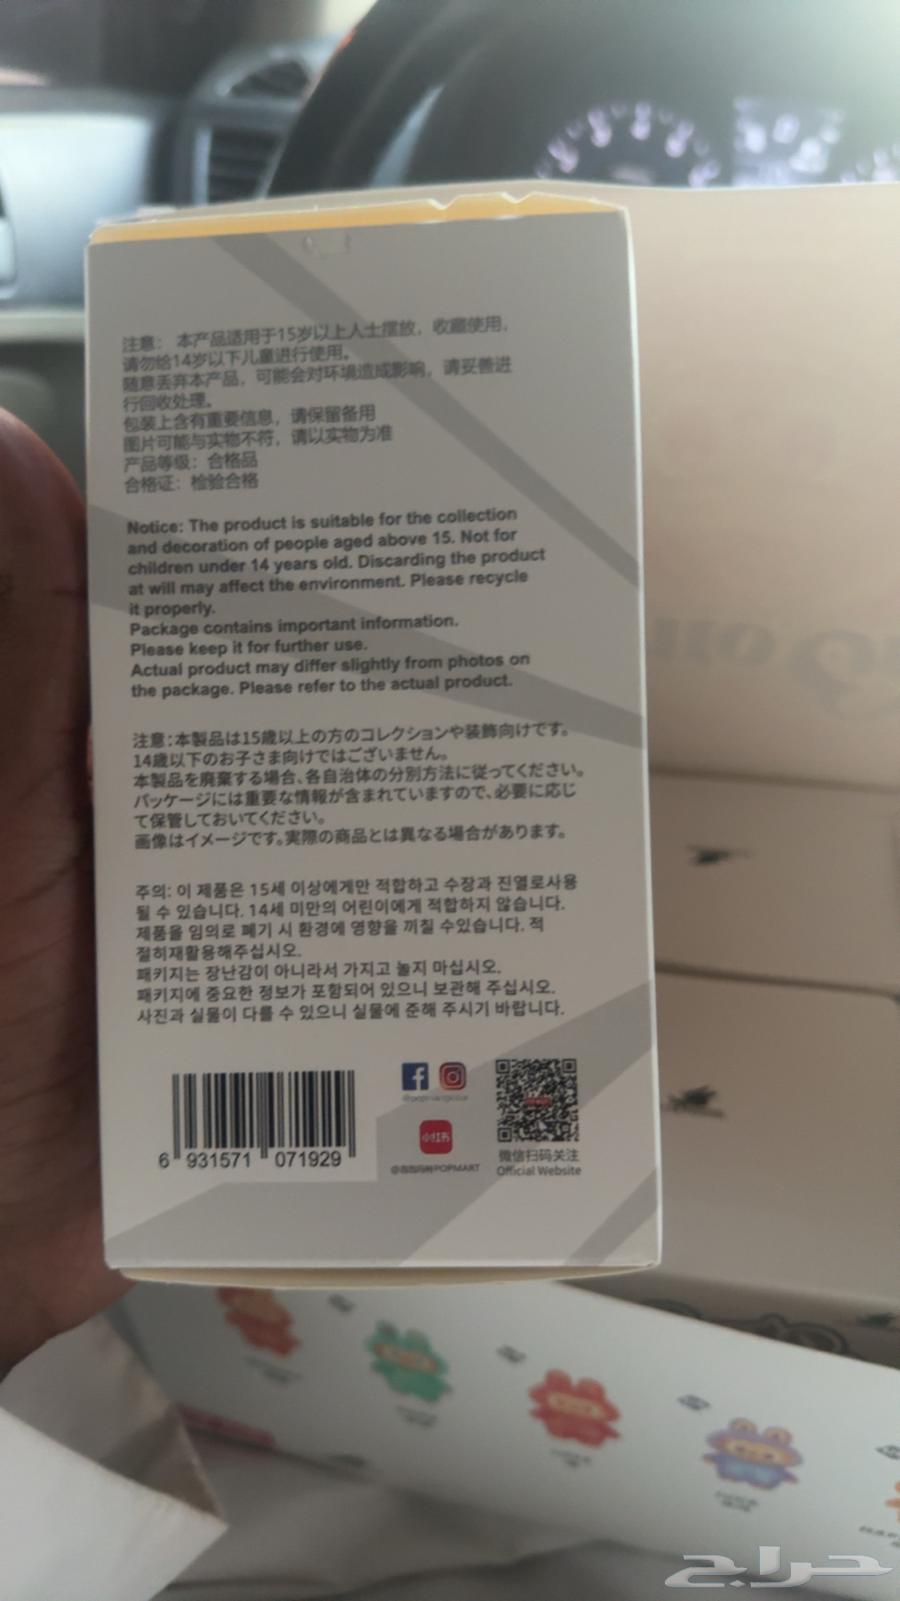 注意： 本产品适用于15岁以上人士摆放，收藏使用，
请勿给14岁以下儿童进行使用。
随意丢弃本产品，可能会对环境造成影响，请妥善进
行回收处理。
包装上含有重要信息，请保留备用
图片可能与实物不符，请以实物为准
产品等级：合格品
合格证：检验合格
Notice: The product is suitable for the collection
and decoration of people aged above 15. Not for
children under 14 years old. Discarding the product
at will may affect the environment. Please recycle
it properly.
Package contains important information.
Please keep it for further use.
Actual product may differ slightly from photos on
the package. Please refer to the actual product.
注意：本製品は15歳以上の方のコレクションや装飾向けです。
14歳以下のお子さま向けではございません。
本製品を廃棄する場合、各自治体の分別方法に従ってください。
パッケージには重要な情報が含まれていますので、必要に応じ
て保管しておいてください。
画像はイメージです。実際の商品とは異なる場合があります。
주의: 이 제품은 15세 이상에게만 적합하고 수장과 진열로사용
될 수 있습니다. 14세 미만의 어린이에게 적합하지 않습니다.
제품을 임의로 폐기 시 환경에 영향을 끼칠 수있습니다. 적
절히재활용해주십시오.
패키지는 장난감이 아니라서 가지고 놀지 마십시오.
패키지에 중요한 정보가 포함되어 있으니 보관해 주십시오.
사진과 실물이 다를 수 있으니 실물에 준해 주시기 바랍니다.
6 931571 071929
@popmartglobal
小红书
@泡泡玛特POPMART
微信扫码关注
Official Website
حراج